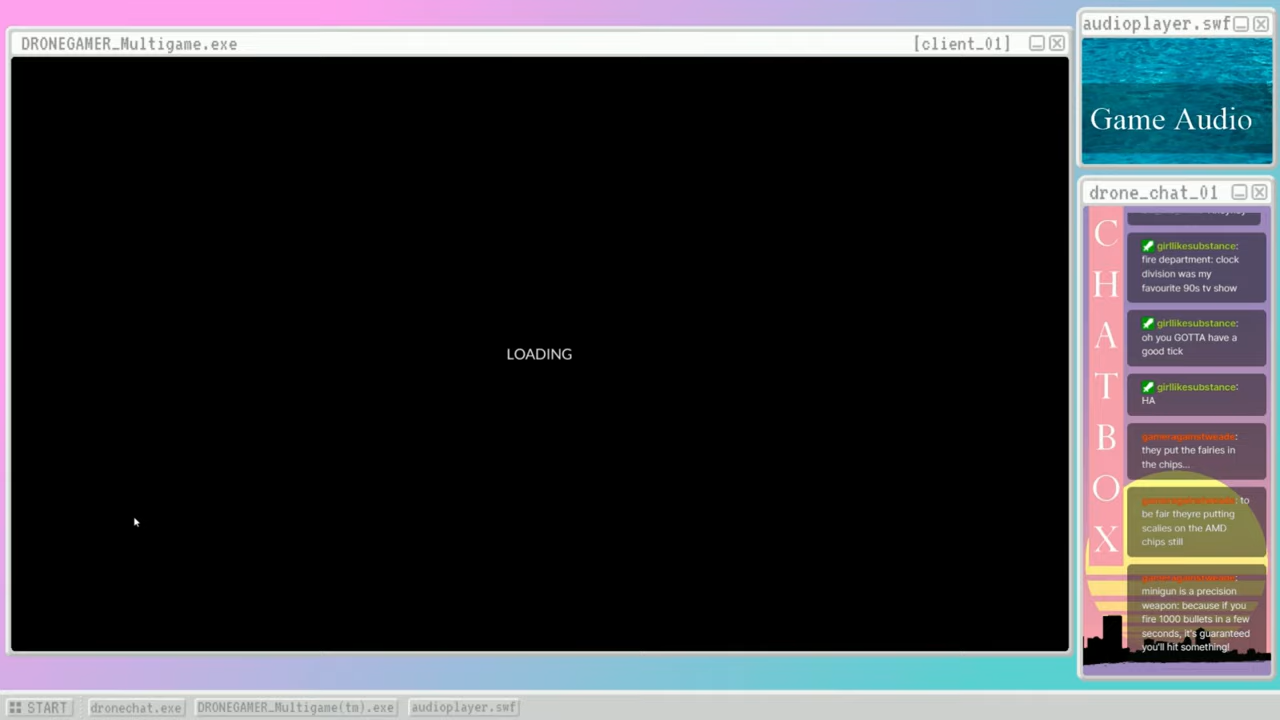 DRONEGAMER_Multigame.exe
[client_01]
LOADING
audioplayer.swf
Game Audio
drone_chat_01
CHATBOX
girllikesubstance:
fire department: clock
division was my
favourite 90s tv show
girllikesubstance:
oh you GOTTA have a
good tick
girllikesubstance:
HA
they put the fairies in
the chips...
to
be fair theyre putting
scalies on the AMD
chips still
minigun is a precision
weapon: because if you
fire 1000 bullets in a few
seconds, it's guaranteed
you'll hit something!
START
dronechat.exe
DRONEGAMER_Multigame(tm).exe
audioplayer.swf